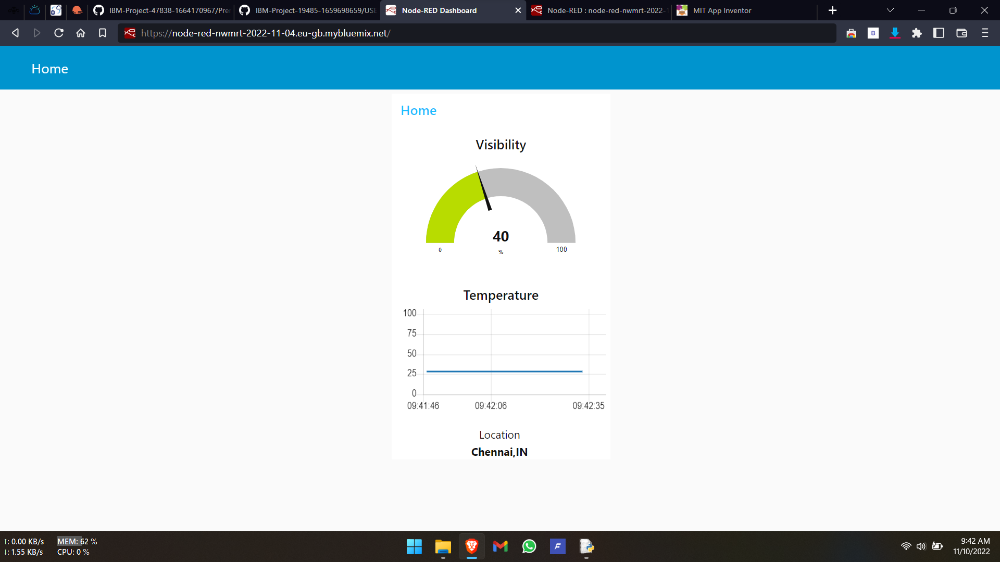 IBM-Project-47838-1664170967/Prer
IBM-Project-19485-1659698659/USE
Node-RED Dashboard
Node-RED : node-red-nwmrt-2022-1
MIT App Inventor
https://node-red-nwmrt-2022-11-04.eu-gb.mybluemix.net/
B
Home
Home
Visibility
40
0
%
100
Temperature
100
75
50
25
0
09:41:46
09:42:06
09:42:35
Location
Chennai,IN
↑: 0.00 KB/s
MEM: 62 %
↓: 1.55 KB/s
CPU: 0 %
F
9:42 AM
11/10/2022